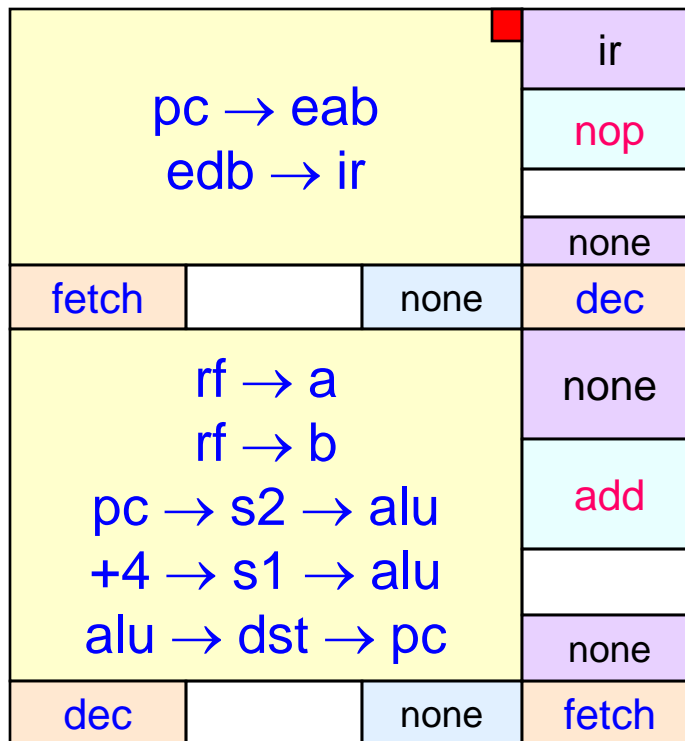 pc → eab
edb → ir
ir
nop
none
fetch
none
dec
rf → a
rf → b
pc → s2 → alu
+4 → s1 → alu
alu → dst → pc
none
add
none
dec
none
fetch